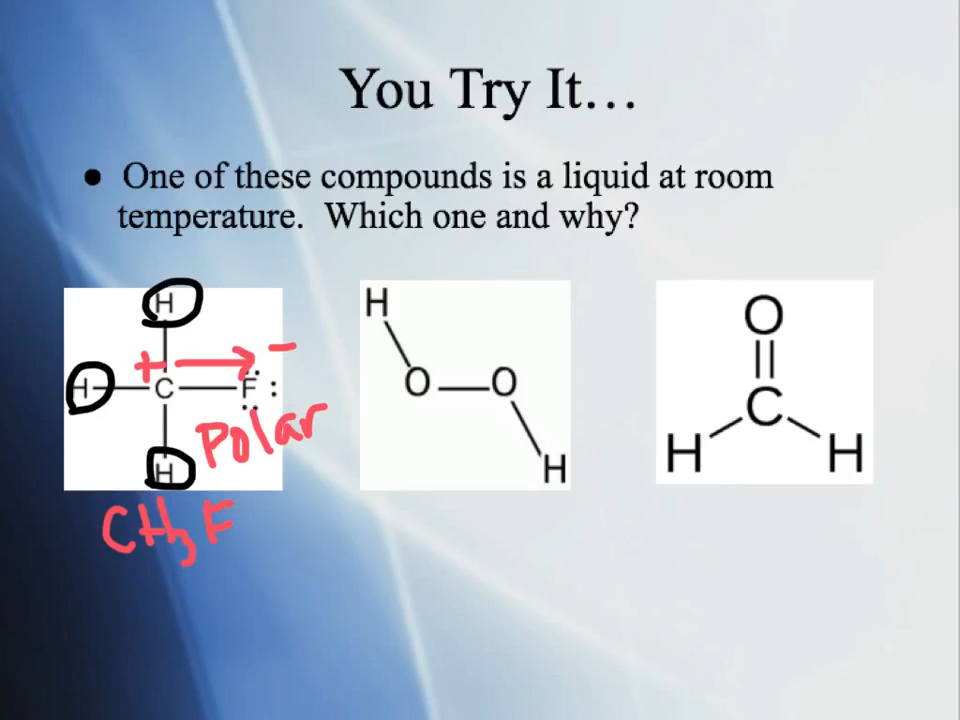 You Try It…
● One of these compounds is a liquid at room
temperature. Which one and why?
H
+ → −
H C F :
Polar
H
CH₃F
H
O O
H
O
C
H H